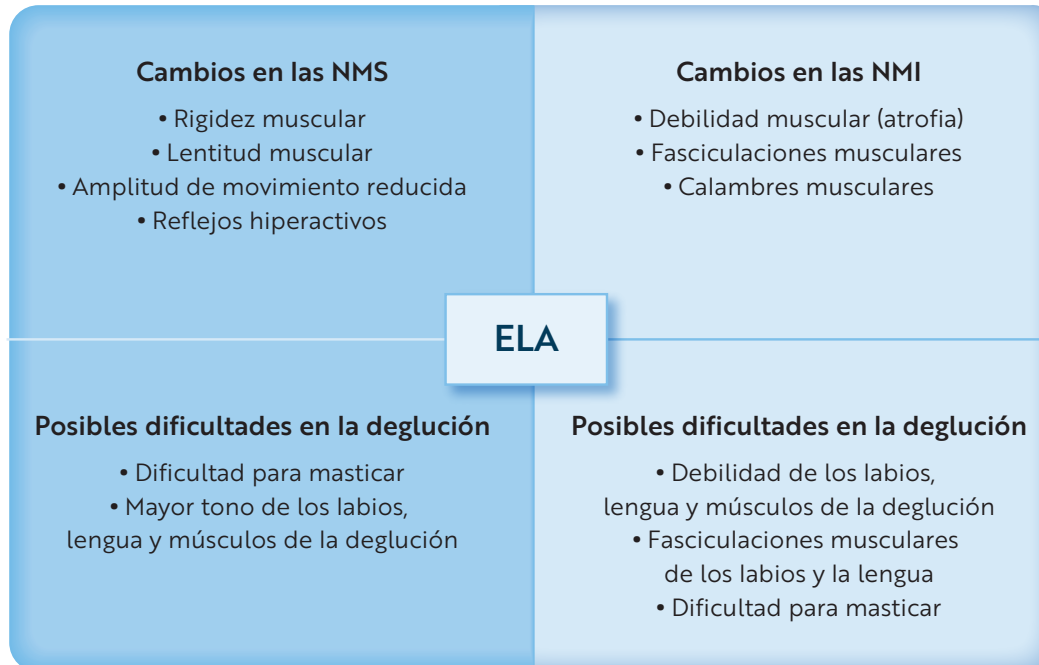 Cambios en las NMS
• Rigidez muscular
• Lentitud muscular
• Amplitud de movimiento reducida
• Reflejos hiperactivos
Cambios en las NMI
• Debilidad muscular (atrofia)
• Fasciculaciones musculares
• Calambres musculares
ELA
Posibles dificultades en la deglución
• Dificultad para masticar
• Mayor tono de los labios,
lengua y músculos de la deglución
Posibles dificultades en la deglución
• Debilidad de los labios,
lengua y músculos de la deglución
• Fasciculaciones musculares
de los labios y la lengua
• Dificultad para masticar